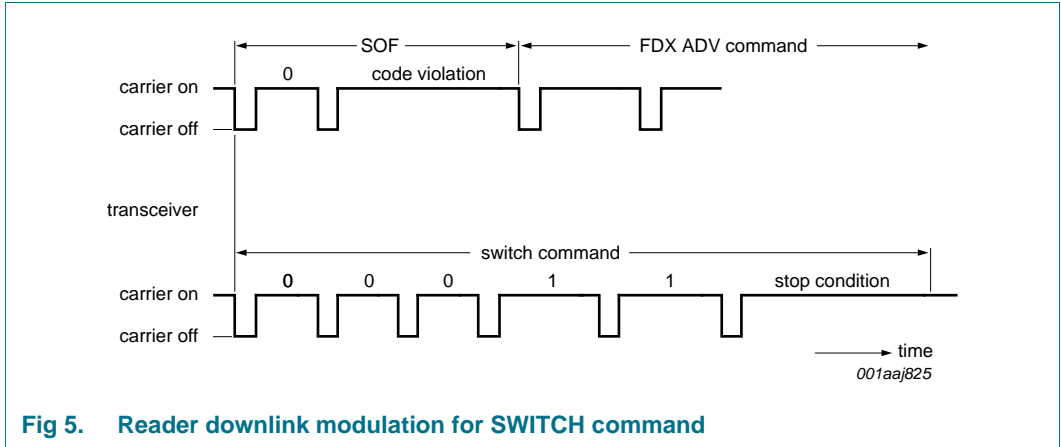 SOF FDX ADV command
0 code violation
carrier on
carrier off
transceiver
switch command
0 0 0 1 1 stop condition
carrier on
carrier off
time
001aaj825
Fig 5. Reader downlink modulation for SWITCH command